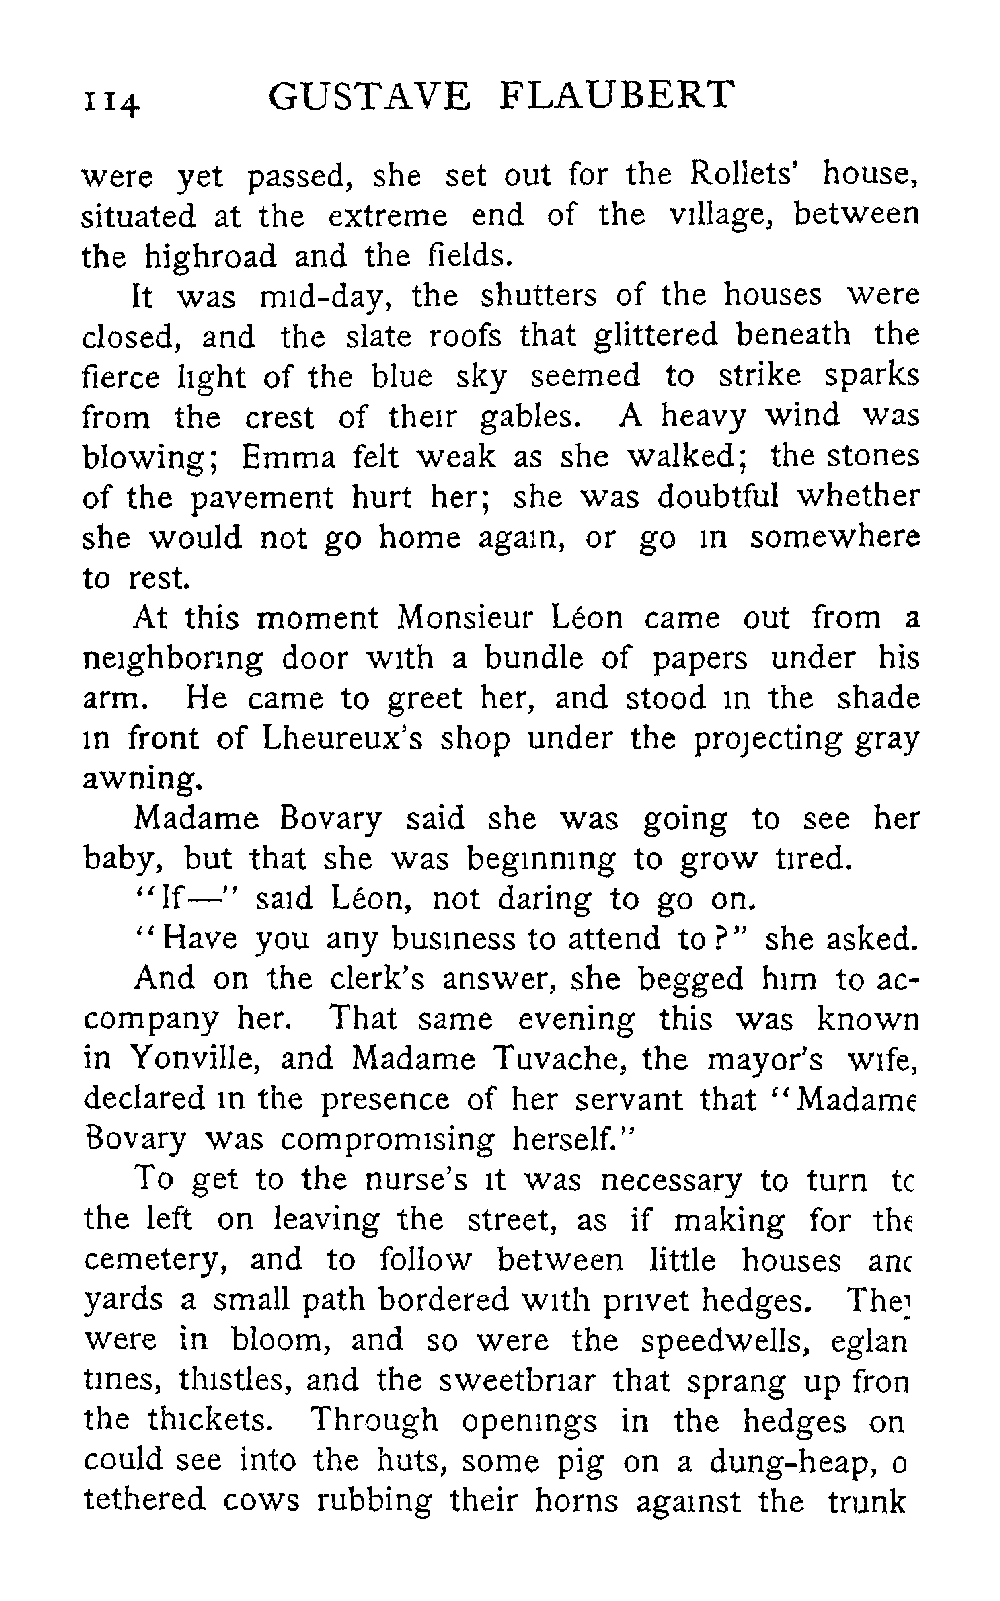 114 GUSTAVE FLAUBERT
were yet passed, she set out for the Rollets' house,
situated at the extreme end of the village, between
the highroad and the fields.
It was mid-day, the shutters of the houses were
closed, and the slate roofs that glittered beneath the
fierce light of the blue sky seemed to strike sparks
from the crest of their gables. A heavy wind was
blowing; Emma felt weak as she walked; the stones
of the pavement hurt her; she was doubtful whether
she would not go home again, or go in somewhere
to rest.
At this moment Monsieur Léon came out from a
neighboring door with a bundle of papers under his
arm. He came to greet her, and stood in the shade
in front of Lheureux's shop under the projecting gray
awning.
Madame Bovary said she was going to see her
baby, but that she was beginning to grow tired.
"If—" said Léon, not daring to go on.
"Have you any business to attend to?" she asked.
And on the clerk's answer, she begged him to ac-
company her. That same evening this was known
in Yonville, and Madame Tuvache, the mayor's wife,
declared in the presence of her servant that "Madame
Bovary was compromising herself."
To get to the nurse's it was necessary to turn to
the left on leaving the street, as if making for the
cemetery, and to follow between little houses and
yards a small path bordered with privet hedges. They
were in bloom, and so were the speedwells, eglan
tines, thistles, and the sweetbriar that sprang up from
the thickets. Through openings in the hedges on
could see into the huts, some pig on a dung-heap, o
tethered cows rubbing their horns against the trunk